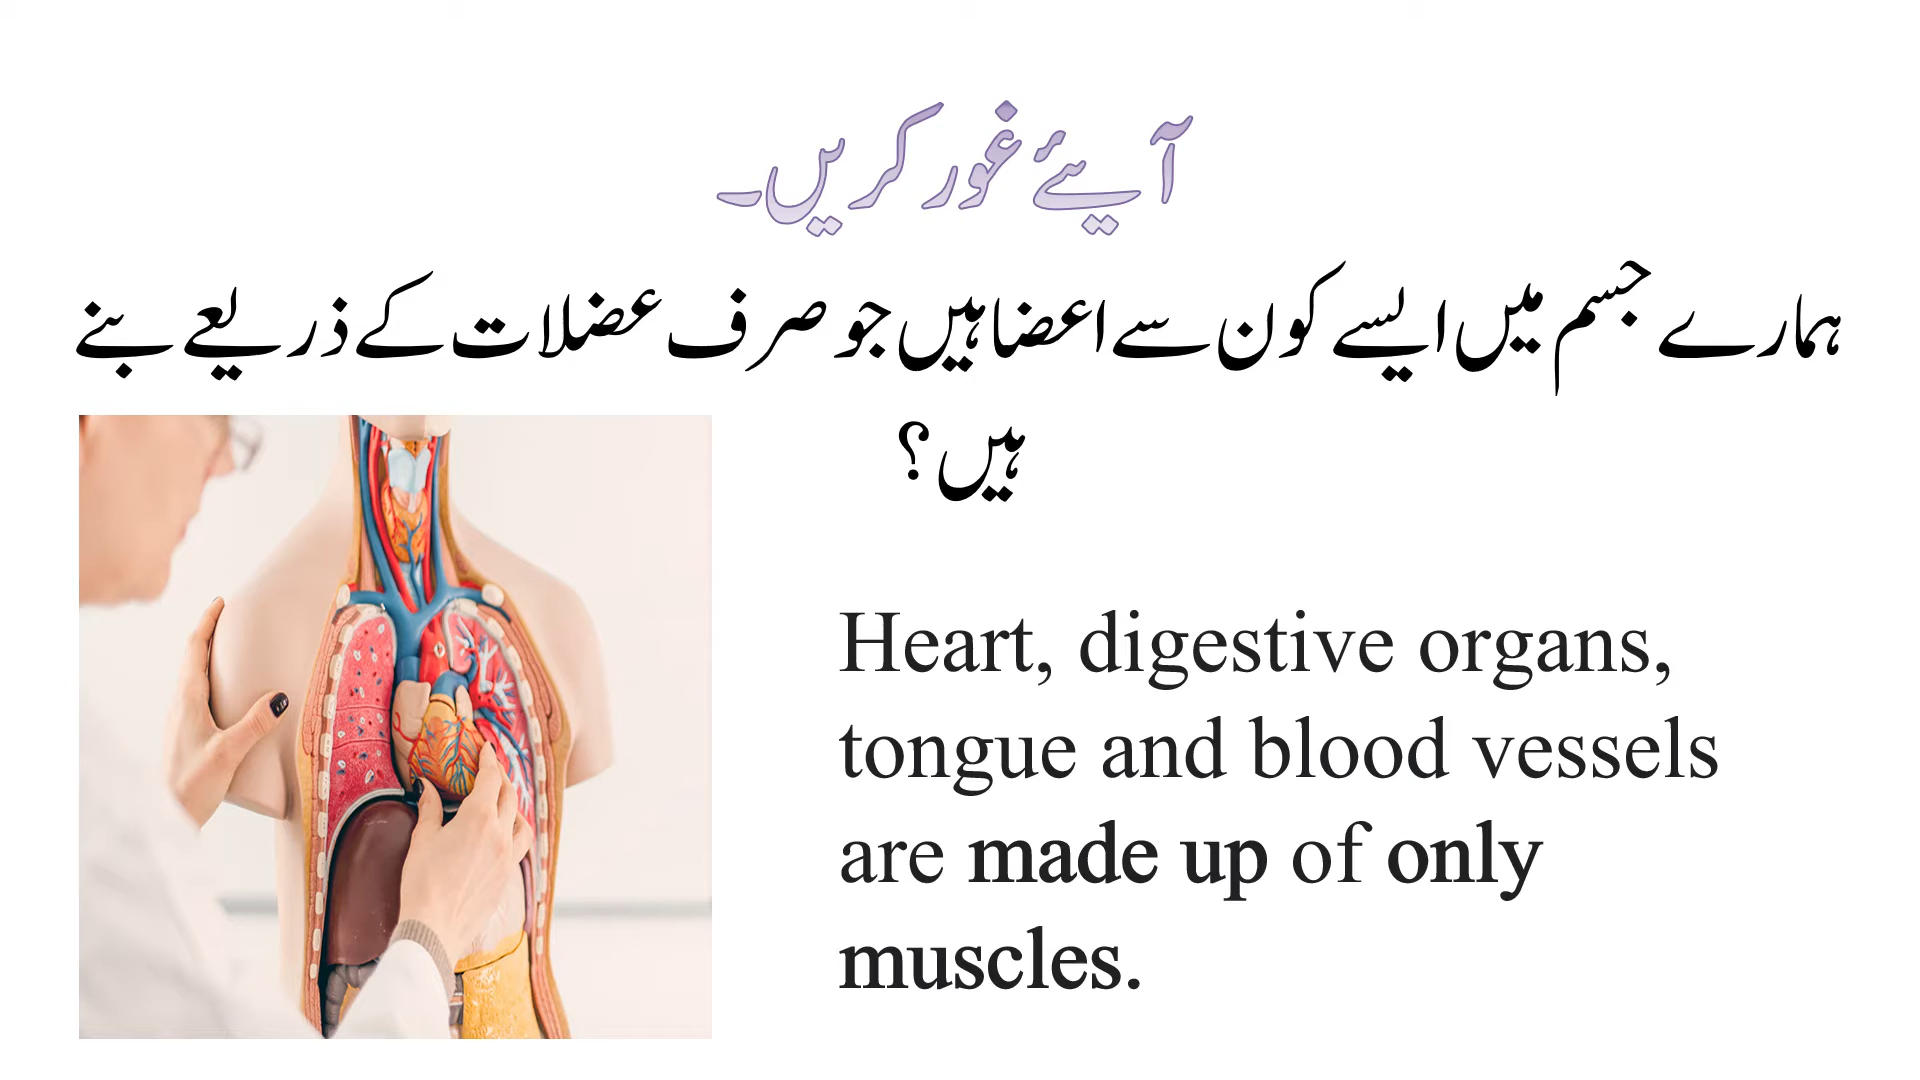 آیئے غور کریں۔
ہمارے جسم میں ایسے کون سے اعضا ہیں جو صرف عضلات کے ذریعے بنے
ہیں؟
Heart, digestive organs,
tongue and blood vessels
are made up of only
muscles.